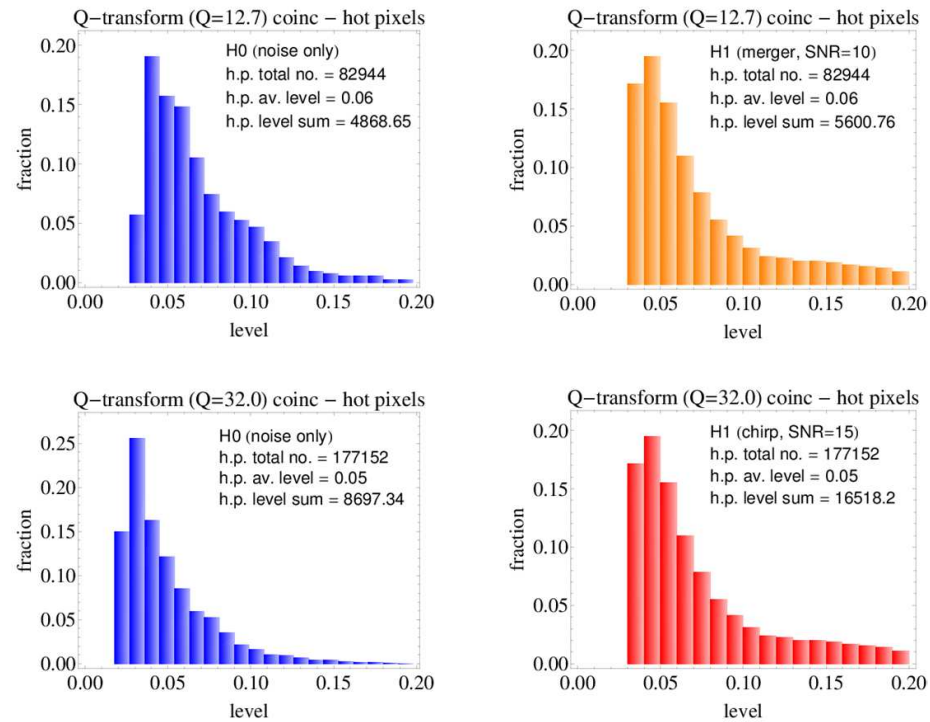 Q−transform (Q=12.7) coinc − hot pixels
H0 (noise only)
h.p. total no. = 82944
h.p. av. level = 0.06
h.p. level sum = 4868.65
fraction
0.20
0.15
0.10
0.05
0.00
0.00 0.05 0.10 0.15 0.20
level
Q−transform (Q=12.7) coinc − hot pixels
H1 (merger, SNR=10)
h.p. total no. = 82944
h.p. av. level = 0.06
h.p. level sum = 5600.76
fraction
0.20
0.15
0.10
0.05
0.00
0.00 0.05 0.10 0.15 0.20
level
Q−transform (Q=32.0) coinc − hot pixels
H0 (noise only)
h.p. total no. = 177152
h.p. av. level = 0.05
h.p. level sum = 8697.34
fraction
0.25
0.20
0.15
0.10
0.05
0.00
0.00 0.05 0.10 0.15 0.20
level
Q−transform (Q=32.0) coinc − hot pixels
H1 (chirp, SNR=15)
h.p. total no. = 177152
h.p. av. level = 0.05
h.p. level sum = 16518.2
fraction
0.20
0.15
0.10
0.05
0.00
0.00 0.05 0.10 0.15 0.20
level